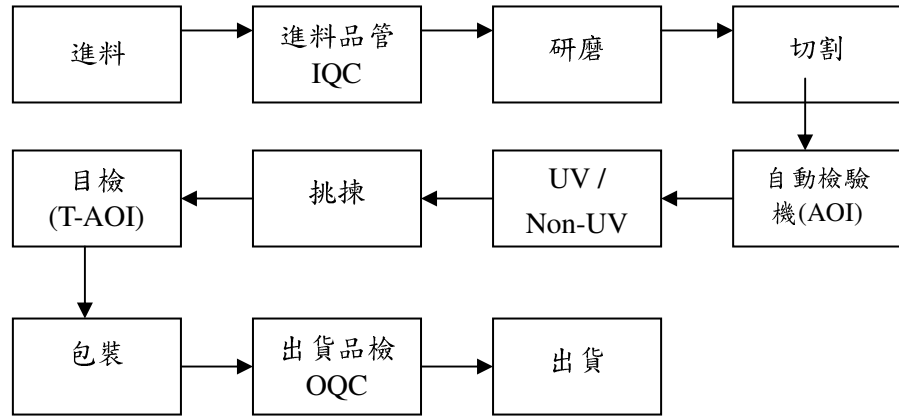 進料
進料品管
IQC
研磨
切割
目檢
(T-AOI)
挑揀
UV /
Non-UV
自動檢驗
機(AOI)
包裝
出貨品檢
OQC
出貨